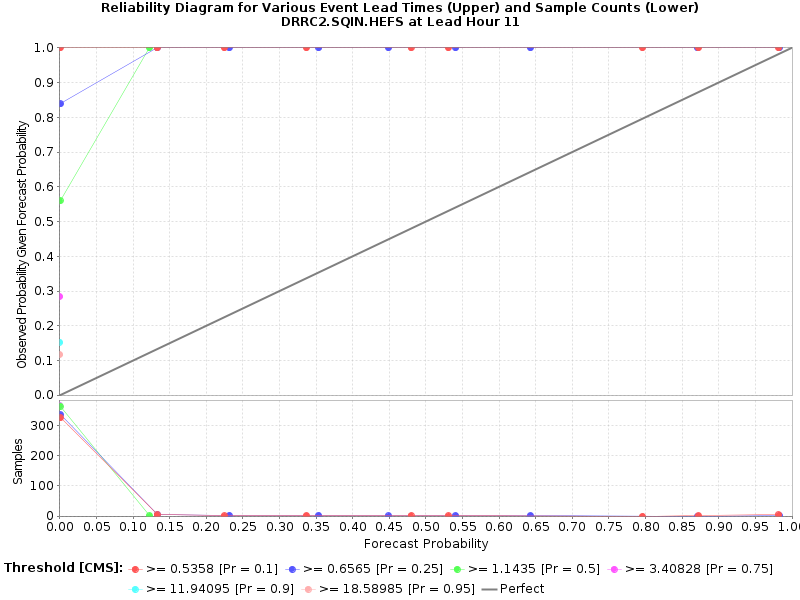 Reliability Diagram for Various Event Lead Times (Upper) and Sample Counts (Lower)
DRRC2.SQIN.HEFS at Lead Hour 11
Observed Probability Given Forecast Probability
1.0
0.9
0.8
0.7
0.6
0.5
0.4
0.3
0.2
0.1
0.0
Samples
300
200
100
0
0.00 0.05 0.10 0.15 0.20 0.25 0.30 0.35 0.40 0.45 0.50 0.55 0.60 0.65 0.70 0.75 0.80 0.85 0.90 0.95 1.0
Forecast Probability
Threshold [CMS]: >= 0.5358 [Pr = 0.1] >= 0.6565 [Pr = 0.25] >= 1.1435 [Pr = 0.5] >= 3.40828 [Pr = 0.75]
>= 11.94095 [Pr = 0.9] >= 18.58985 [Pr = 0.95] Perfect